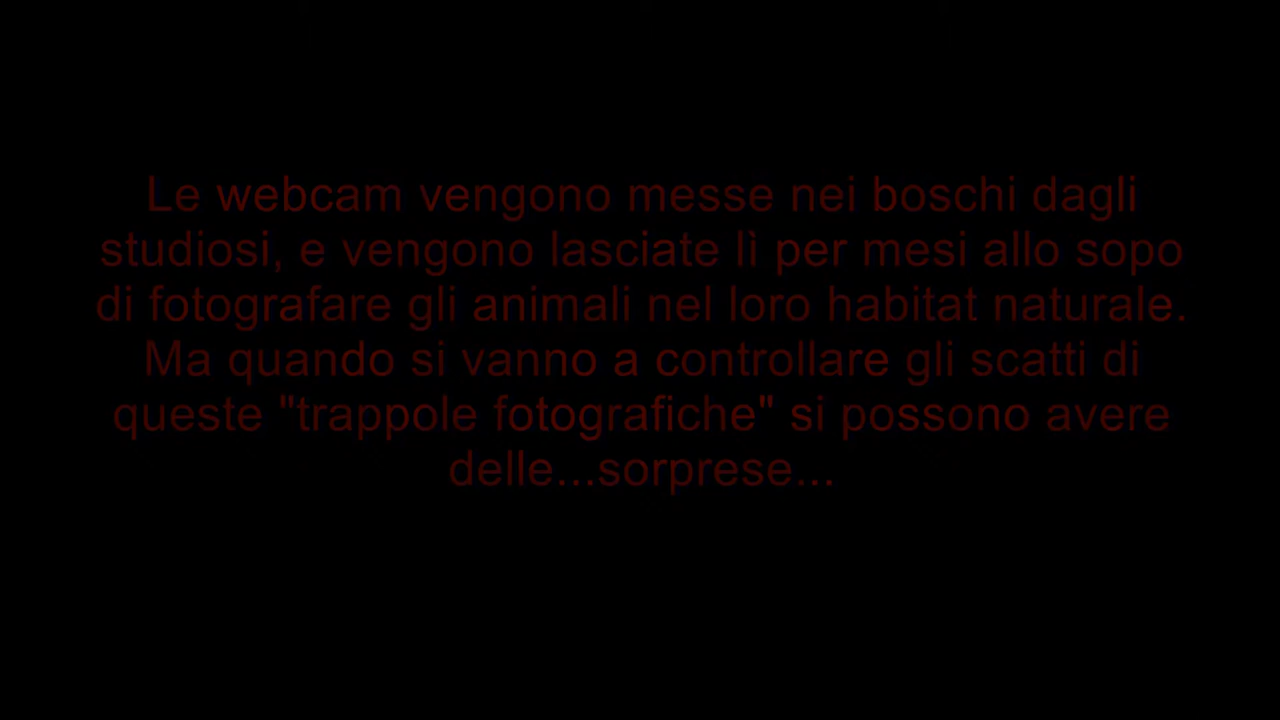 Le webcam vengono messe nei boschi dagli
studiosi, e vengono lasciate lì per mesi allo sopo
di fotografare gli animali nel loro habitat naturale.
Ma quando si vanno a controllare gli scatti di
queste "trappole fotografiche" si possono avere
delle...sorprese...